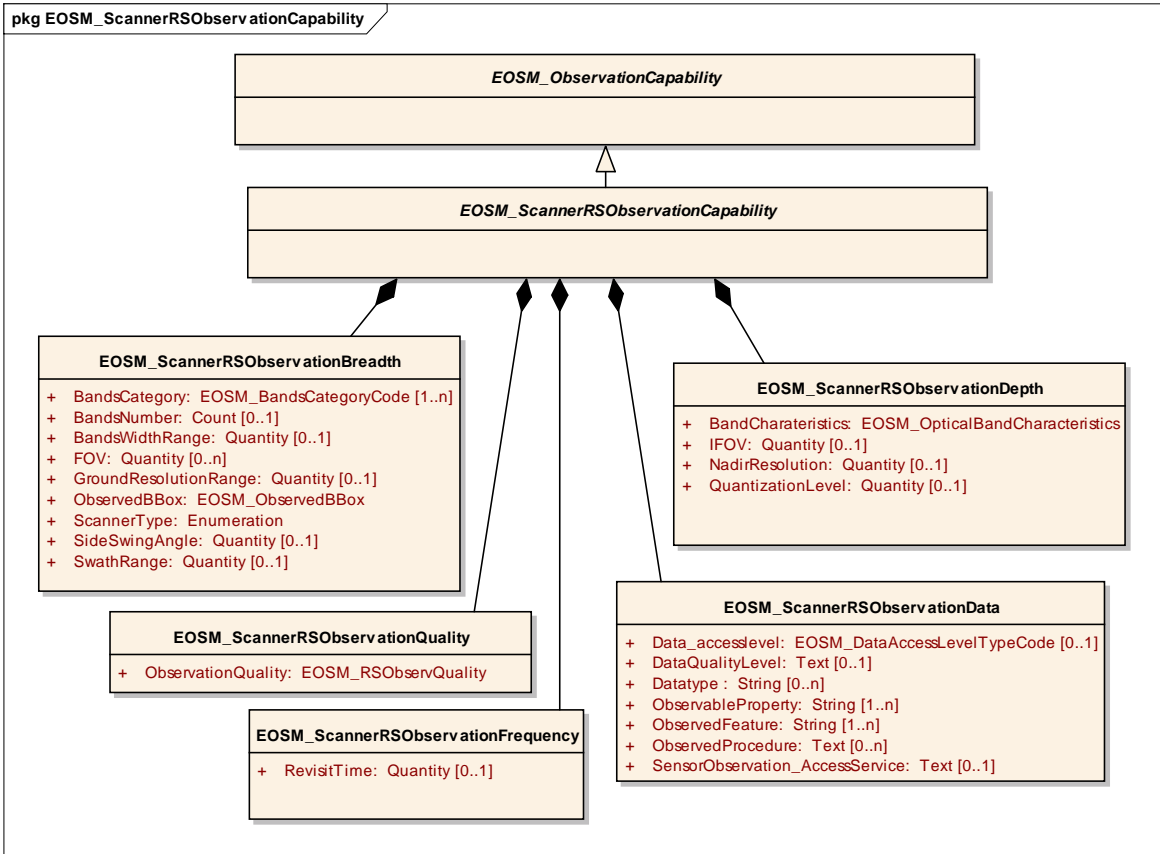 pkg EOSM_ScannerRSObservationCapability
EOSM_ObservationCapability
EOSM_ScannerRSObservationCapability
EOSM_ScannerRSObservationBreadth
+ BandsCategory: EOSM_BandsCategoryCode [1..n]
+ BandsNumber: Count [0..1]
+ BandsWidthRange: Quantity [0..1]
+ FOV: Quantity [0..n]
+ GroundResolutionRange: Quantity [0..1]
+ ObservedBBox: EOSM_ObservedBBox
+ ScannerType: Enumeration
+ SideSwingAngle: Quantity [0..1]
+ SwathRange: Quantity [0..1]
EOSM_ScannerRSObservationDepth
+ BandCharateristics: EOSM_OpticalBandCharacteristics
+ IFOV: Quantity [0..1]
+ NadirResolution: Quantity [0..1]
+ QuantizationLevel: Quantity [0..1]
EOSM_ScannerRSObservationQuality
+ ObservationQuality: EOSM_RSObservQuality
EOSM_ScannerRSObservationData
+ Data_accesslevel: EOSM_DataAccessLevelTypeCode [0..1]
+ DataQualityLevel: Text [0..1]
+ Datatype : String [0..n]
+ ObservableProperty: String [1..n]
+ ObservedFeature: String [1..n]
+ ObservedProcedure: Text [0..n]
+ SensorObservation_AccessService: Text [0..1]
EOSM_ScannerRSObservationFrequency
+ RevisitTime: Quantity [0..1]